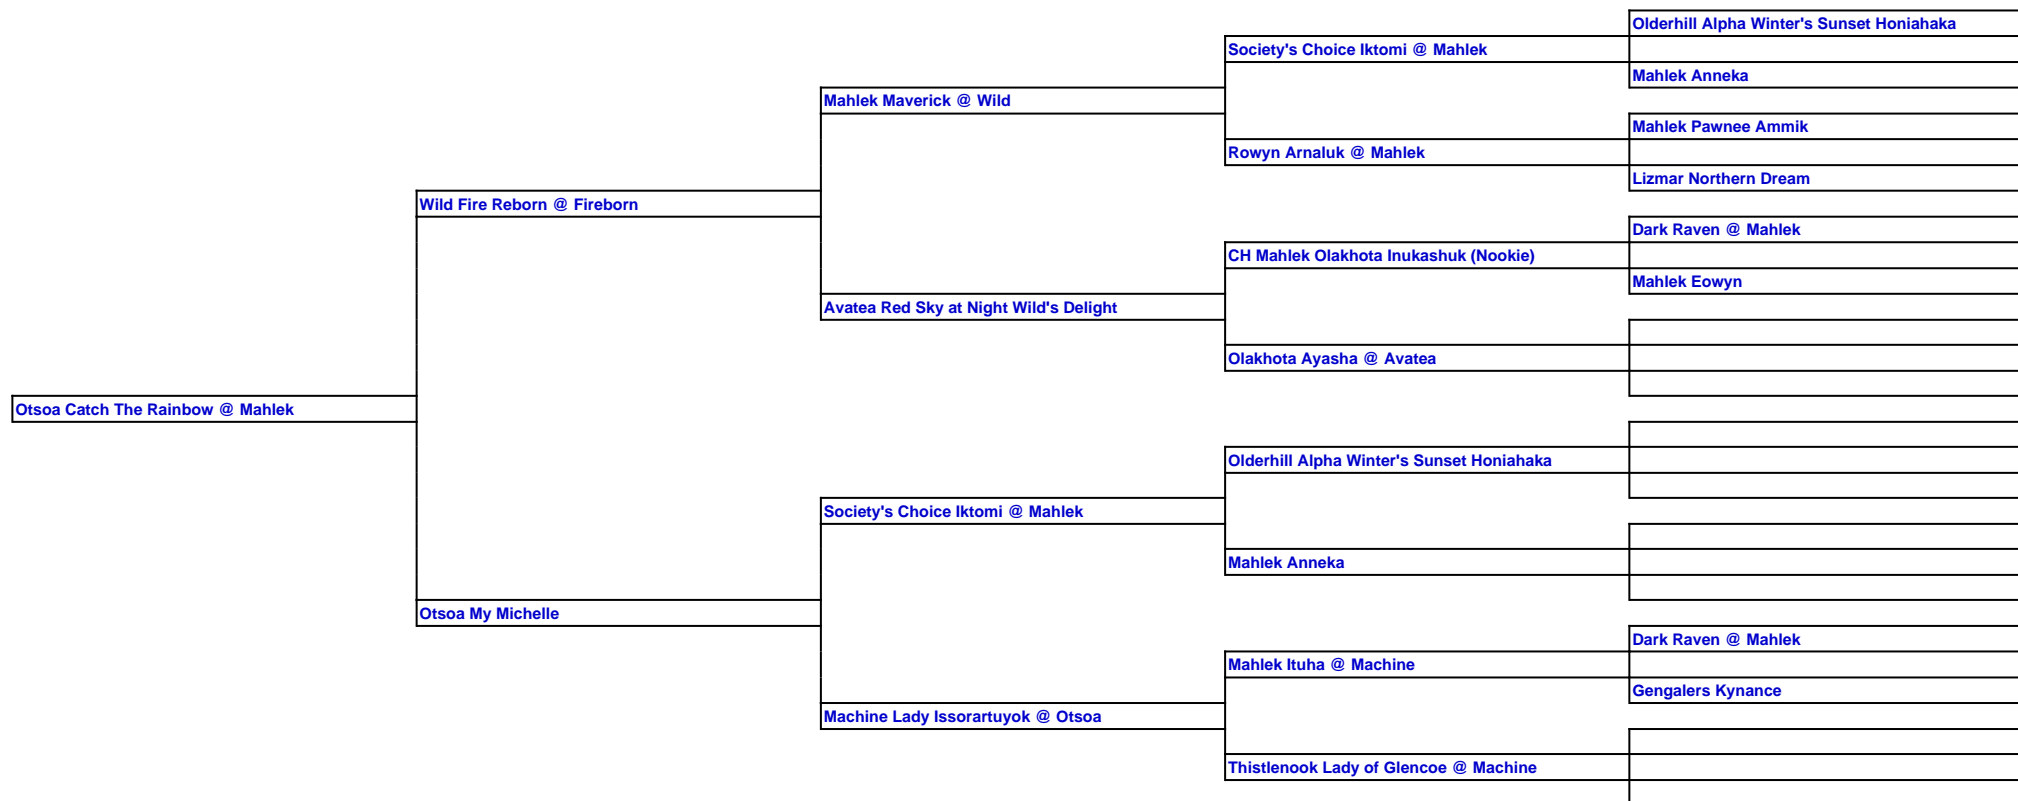 Olderhill Alpha Winter's Sunset Honiahaka
Society's Choice Iktomi @ Mahlek
Mahlek Anneka
Mahlek Maverick @ Wild
Mahlek Pawnee Ammik
Rowyn Arnaluk @ Mahlek
Lizmar Northern Dream
Wild Fire Reborn @ Fireborn
Dark Raven @ Mahlek
CH Mahlek Olakhota Inukashuk (Nookie)
Mahlek Eowyn
Avatea Red Sky at Night Wild's Delight
Olakhota Ayasha @ Avatea
Otsoa Catch The Rainbow @ Mahlek
Olderhill Alpha Winter's Sunset Honiahaka
Society's Choice Iktomi @ Mahlek
Mahlek Anneka
Otsoa My Michelle
Dark Raven @ Mahlek
Mahlek Ituha @ Machine
Gengalers Kynance
Machine Lady Issorartuyok @ Otsoa
Thistlenook Lady of Glencoe @ Machine